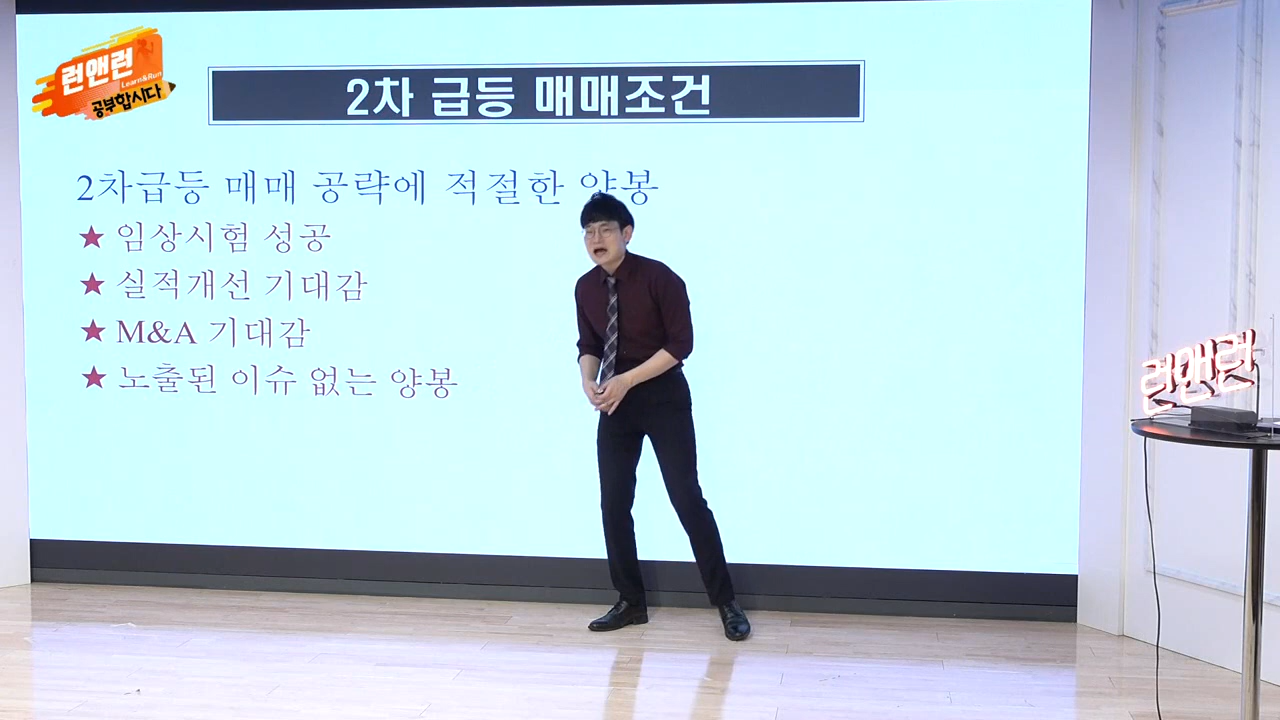 런앤런
Learn&Run
공부합시다
2차 급등 매매조건
2차급등 매매 공략에 적절한 양봉
★ 임상시험 성공
★ 실적개선 기대감
★ M&A 기대감
★ 노출된 이슈 없는 양봉
런앤런